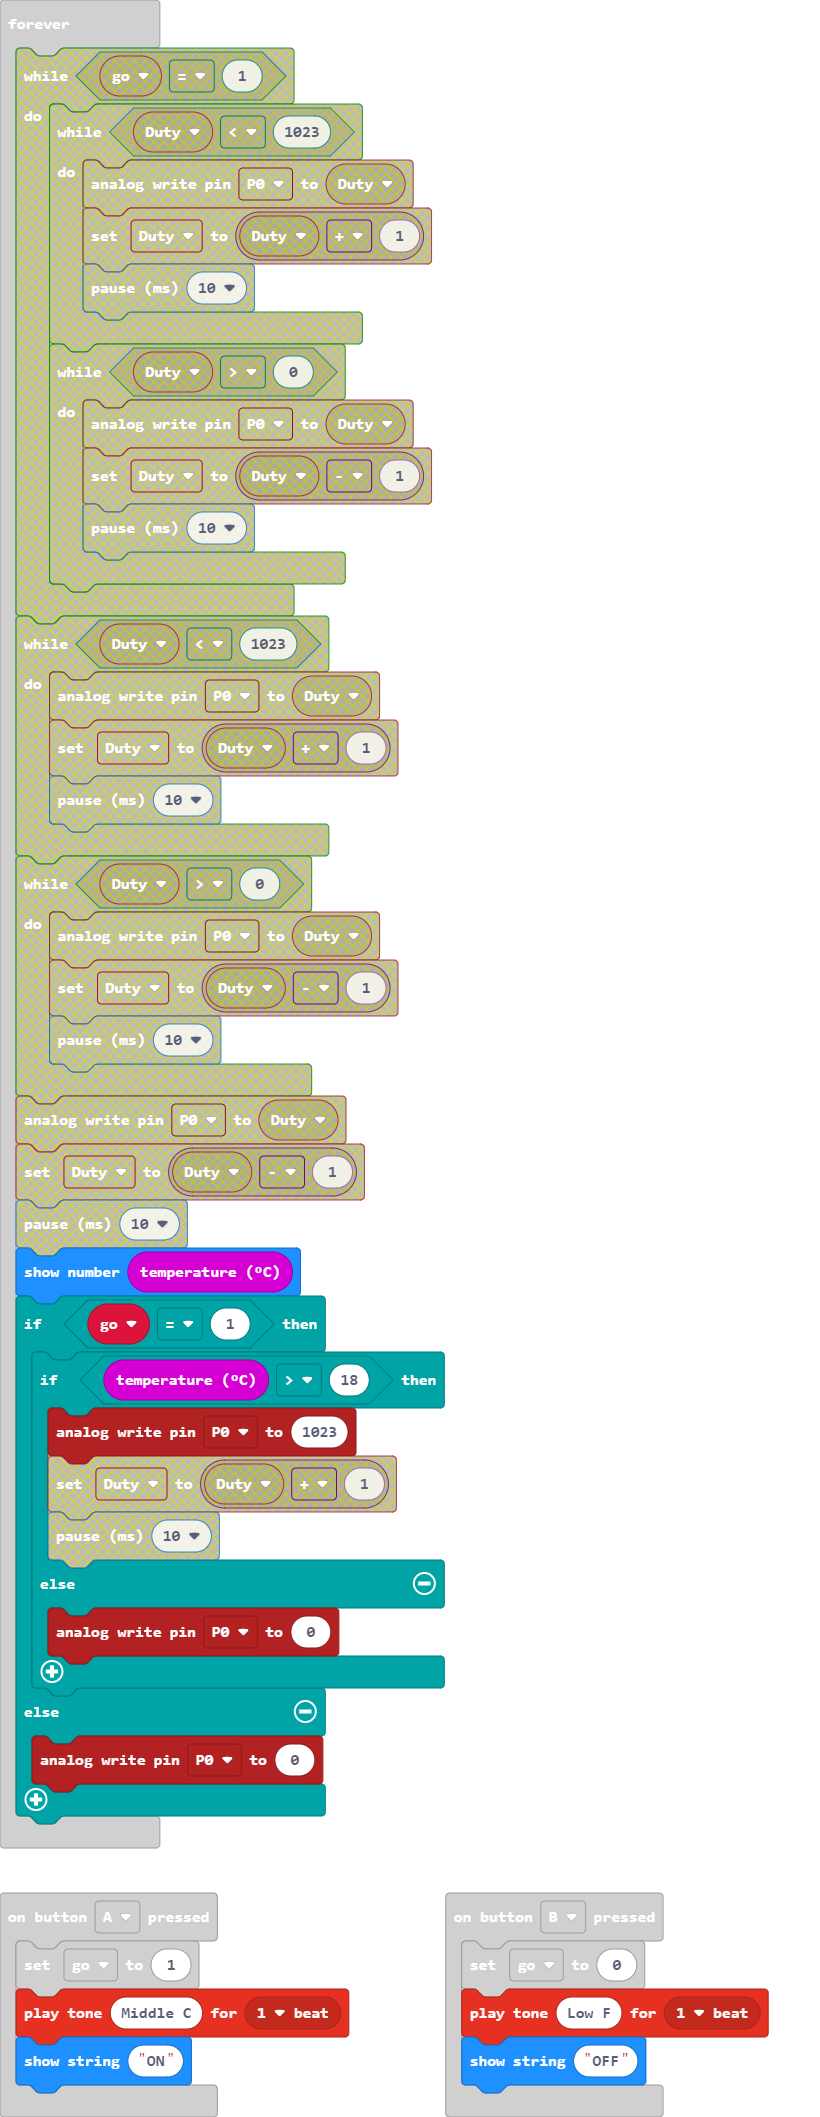 forever
while go = 1
do
while Duty < 1023
do
analog write pin P0 to Duty
set Duty to Duty + 1
pause (ms) 10
while Duty > 0
do
analog write pin P0 to Duty
set Duty to Duty - 1
pause (ms) 10
while Duty < 1023
do
analog write pin P0 to Duty
set Duty to Duty + 1
pause (ms) 10
while Duty > 0
do
analog write pin P0 to Duty
set Duty to Duty - 1
pause (ms) 10
analog write pin P0 to Duty
set Duty to Duty - 1
pause (ms) 10
show number temperature (ºC)
if go = 1 then
if temperature (ºC) > 18 then
analog write pin P0 to 1023
set Duty to Duty + 1
pause (ms) 10
else
analog write pin P0 to 0
else
analog write pin P0 to 0
on button A pressed
set go to 1
play tone Middle C for 1 beat
show string "ON"
on button B pressed
set go to 0
play tone Low F for 1 beat
show string "OFF"